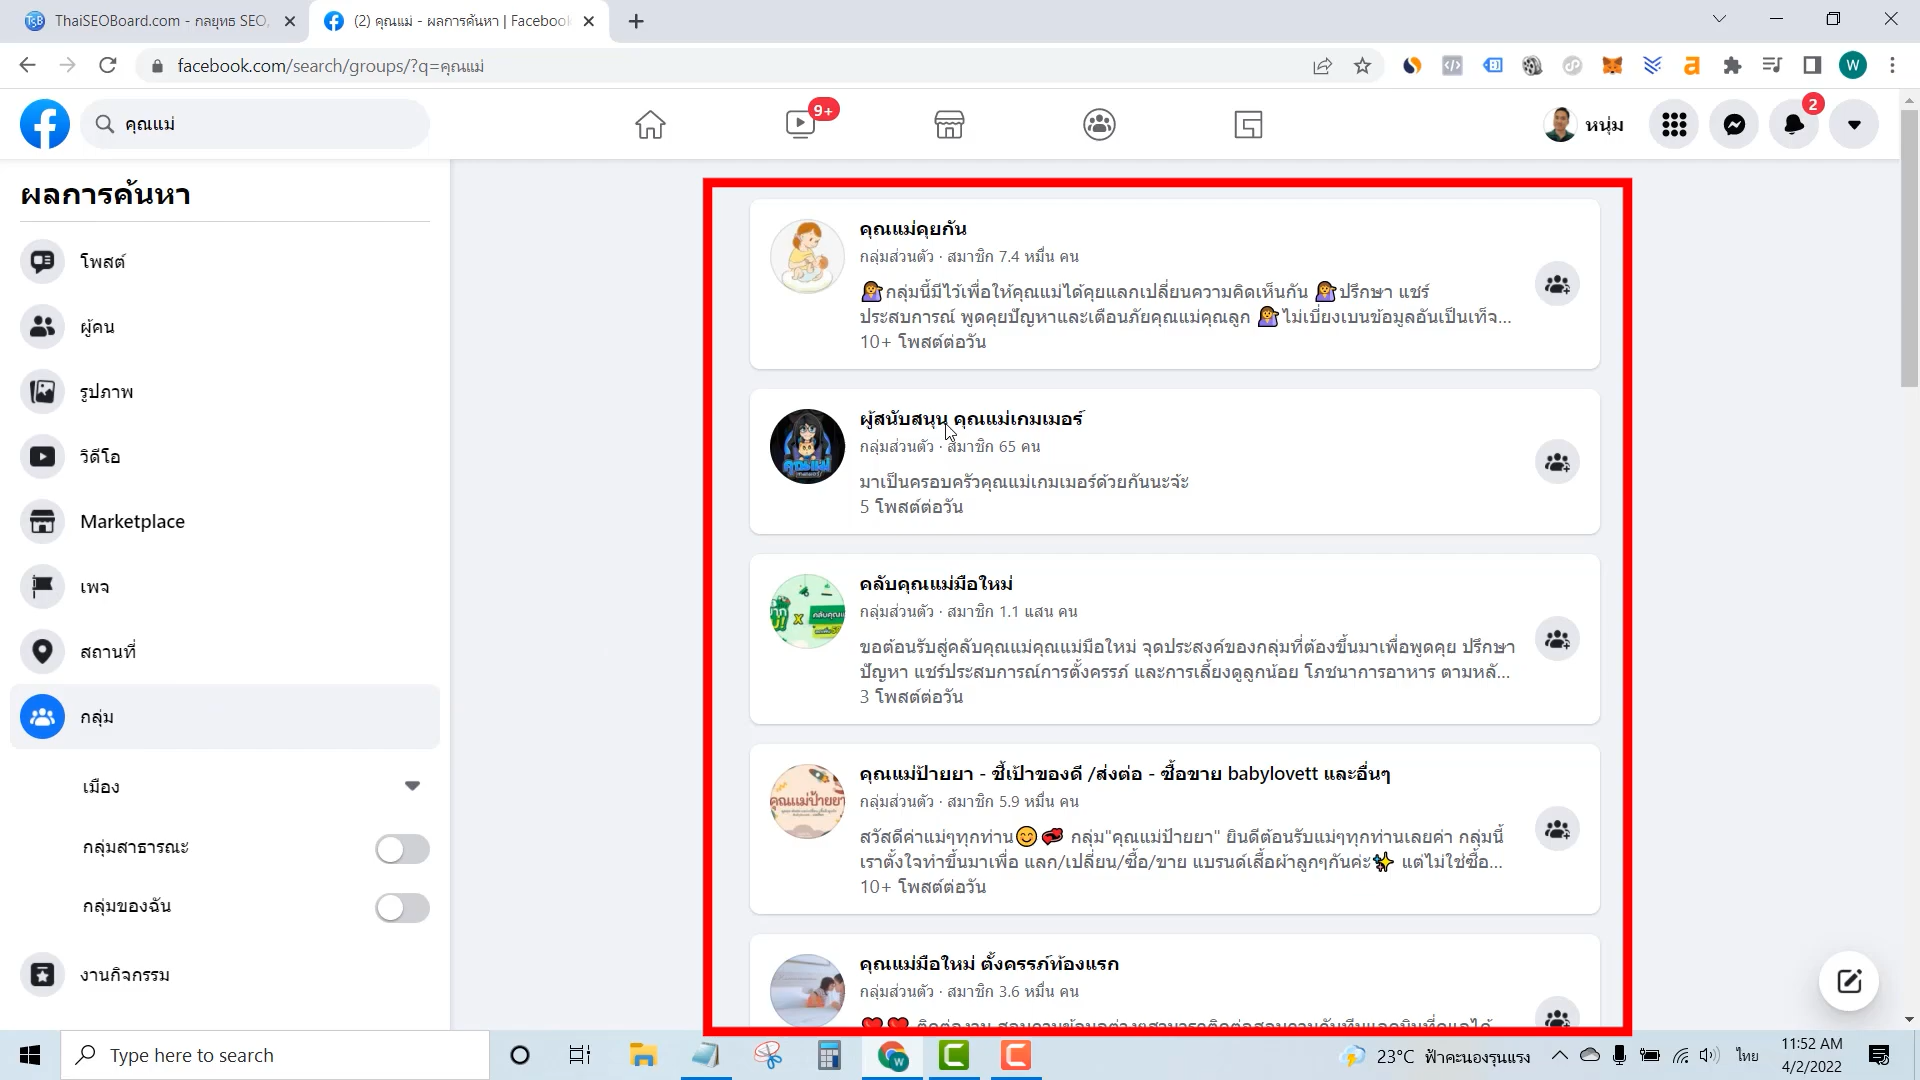 ThaiSEOBoard.com - กลยุทธ SEO,
(2) คุณแม่ - ผลการค้นหา | Facebook
facebook.com/search/groups/?q=คุณแม่
W
คุณแม่
9+
หนุ่ม
2
ผลการค้นหา
โพสต์
ผู้คน
รูปภาพ
วิดีโอ
Marketplace
เพจ
สถานที่
กลุ่ม
เมือง
กลุ่มสาธารณะ
กลุ่มของฉัน
งานกิจกรรม
คุณแม่คุยกัน
กลุ่มส่วนตัว · สมาชิก 7.4 หมื่น คน
🙇‍♀️กลุ่มนี้มีไว้เพื่อให้คุณแม่ได้คุยแลกเปลี่ยนความคิดเห็นกัน 🙇‍♀️ปรึกษา แชร์
ประสบการณ์ พูดคุยปัญหาและเตือนภัยคุณแม่คุณลูก 🙇‍♀️ไม่เบี่ยงเบนข้อมูลอันเป็นเท็จ...
10+ โพสต์ต่อวัน
ผู้สนับสนุน คุณแม่เกมเมอร์
กลุ่มส่วนตัว · สมาชิก 65 คน
มาเป็นครอบครัวคุณแม่เกมเมอร์ด้วยกันนะจ้ะ
5 โพสต์ต่อวัน
คลับคุณแม่มือใหม่
กลุ่มส่วนตัว · สมาชิก 1.1 แสน คน
ขอต้อนรับสู่คลับคุณแม่คุณแม่มือใหม่ จุดประสงค์ของกลุ่มที่ต้องขึ้นมาเพื่อพูดคุย ปรึกษา
ปัญหา แชร์ประสบการณ์การตั้งครรภ์ และการเลี้ยงดูลูกน้อย โภชนาการอาหาร ตามหลั...
3 โพสต์ต่อวัน
คุณแม่ป้ายยา - ชี้เป้าของดี /ส่งต่อ - ซื้อขาย babylovett และอื่นๆ
กลุ่มส่วนตัว · สมาชิก 5.9 หมื่น คน
สวัสดีค่าแม่ๆทุกท่าน😊💞 กลุ่ม"คุณแม่ป้ายยา" ยินดีต้อนรับแม่ๆทุกท่านเลยค่า กลุ่มนี้
เราตั้งใจทำขึ้นมาเพื่อ แลก/เปลี่ยน/ซื้อ/ขาย แบรนด์เสื้อผ้าลูกๆกันค่ะ✨ แต่ไม่ใช่ซื้อ...
10+ โพสต์ต่อวัน
คุณแม่มือใหม่ ตั้งครรภ์ท้องแรก
กลุ่มส่วนตัว · สมาชิก 3.6 หมื่น คน
Type here to search
23°C ฟ้าคะนองรุนแรง
ไทย
11:52 AM
4/2/2022